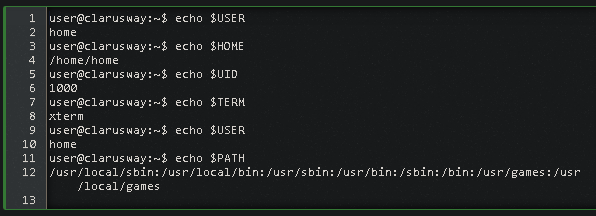 1 user@clarusway:~$ echo $USER
2 home
3 user@clarusway:~$ echo $HOME
4 /home/home
5 user@clarusway:~$ echo $UID
6 1000
7 user@clarusway:~$ echo $TERM
8 xterm
9 user@clarusway:~$ echo $USER
10 home
11 user@clarusway:~$ echo $PATH
12 /usr/local/sbin:/usr/local/bin:/usr/sbin:/usr/bin:/sbin:/bin:/usr/games:/usr
/local/games
13